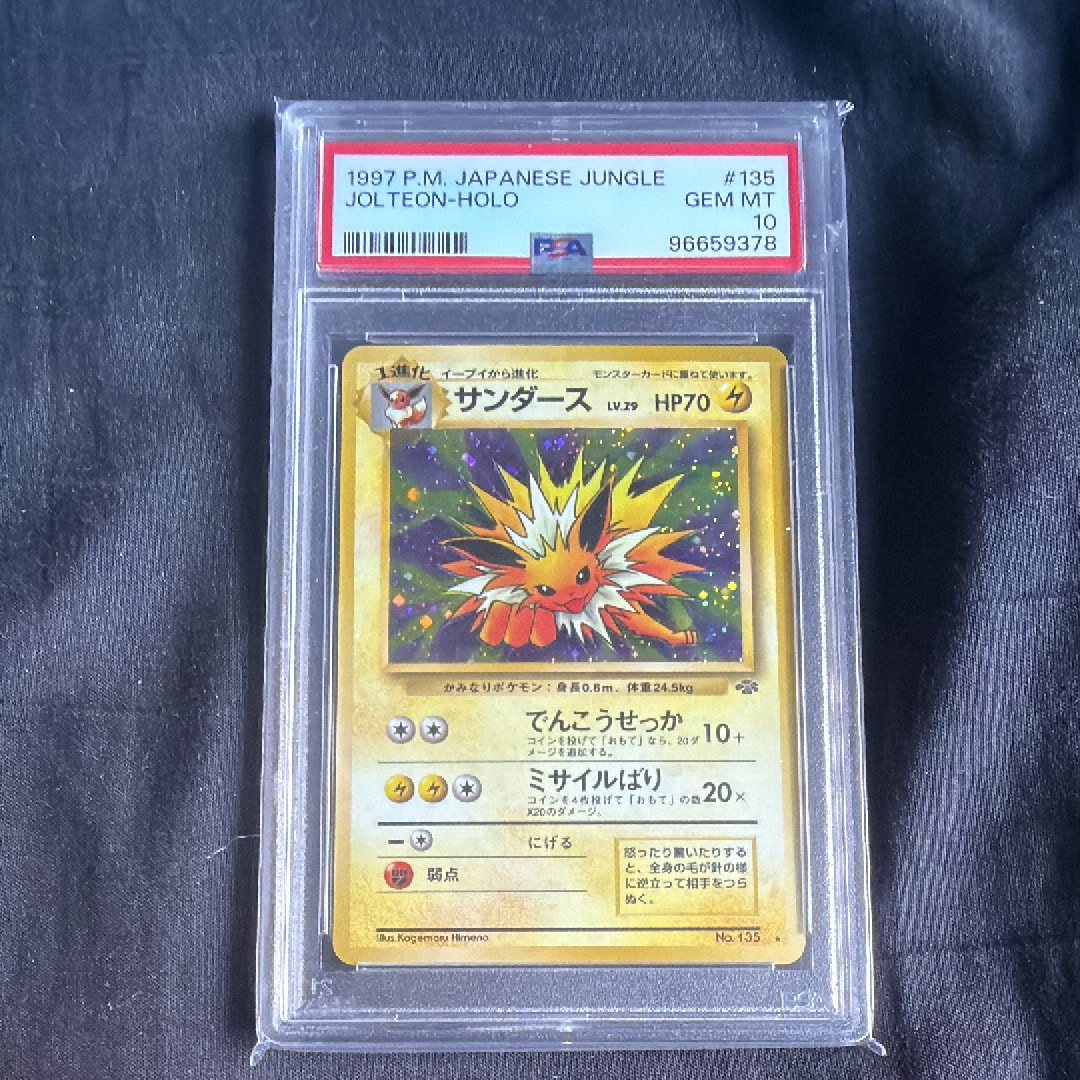 1997 P.M. JAPANESE JUNGLE #135
JOLTEON-HOLO GEM MT
10
96659378
PSA
1進化 イーブイから進化 モンスターカードに重ねて使います。
サンダース LV.29 HP70
かみなりポケモン：身長0.8m、体重24.5kg
でんこうせっか 10+
コインを投げて「おもて」なら、20ダ
メージを追加する。
ミサイルばり 20×
コインを4枚投げて「おもて」の数
X20のダメージ。
ー にげる
弱点
怒ったり驚いたりする
と、全身の毛が針の様
に逆立って相手をつら
ぬく。
Illus.Kagemaru Himeno No.135 ★